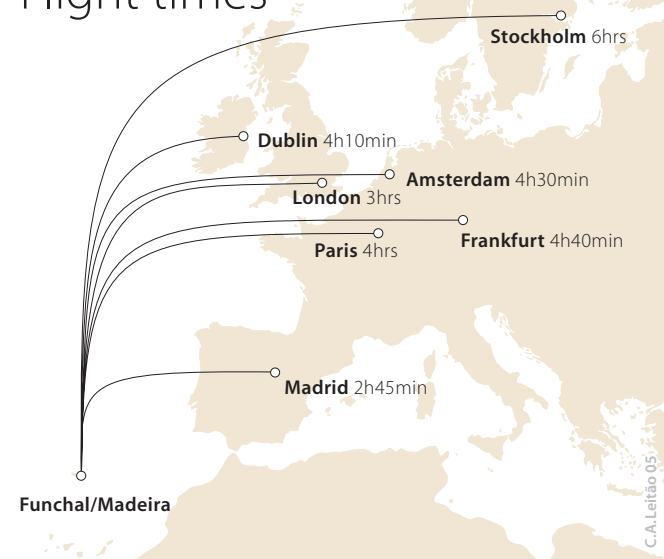 Flight times
Stockholm 6hrs
Dublin 4h10min
Amsterdam 4h30min
London 3hrs
Frankfurt 4h40min
Paris 4hrs
Madrid 2h45min
Funchal/Madeira
C.A.Leitão 05